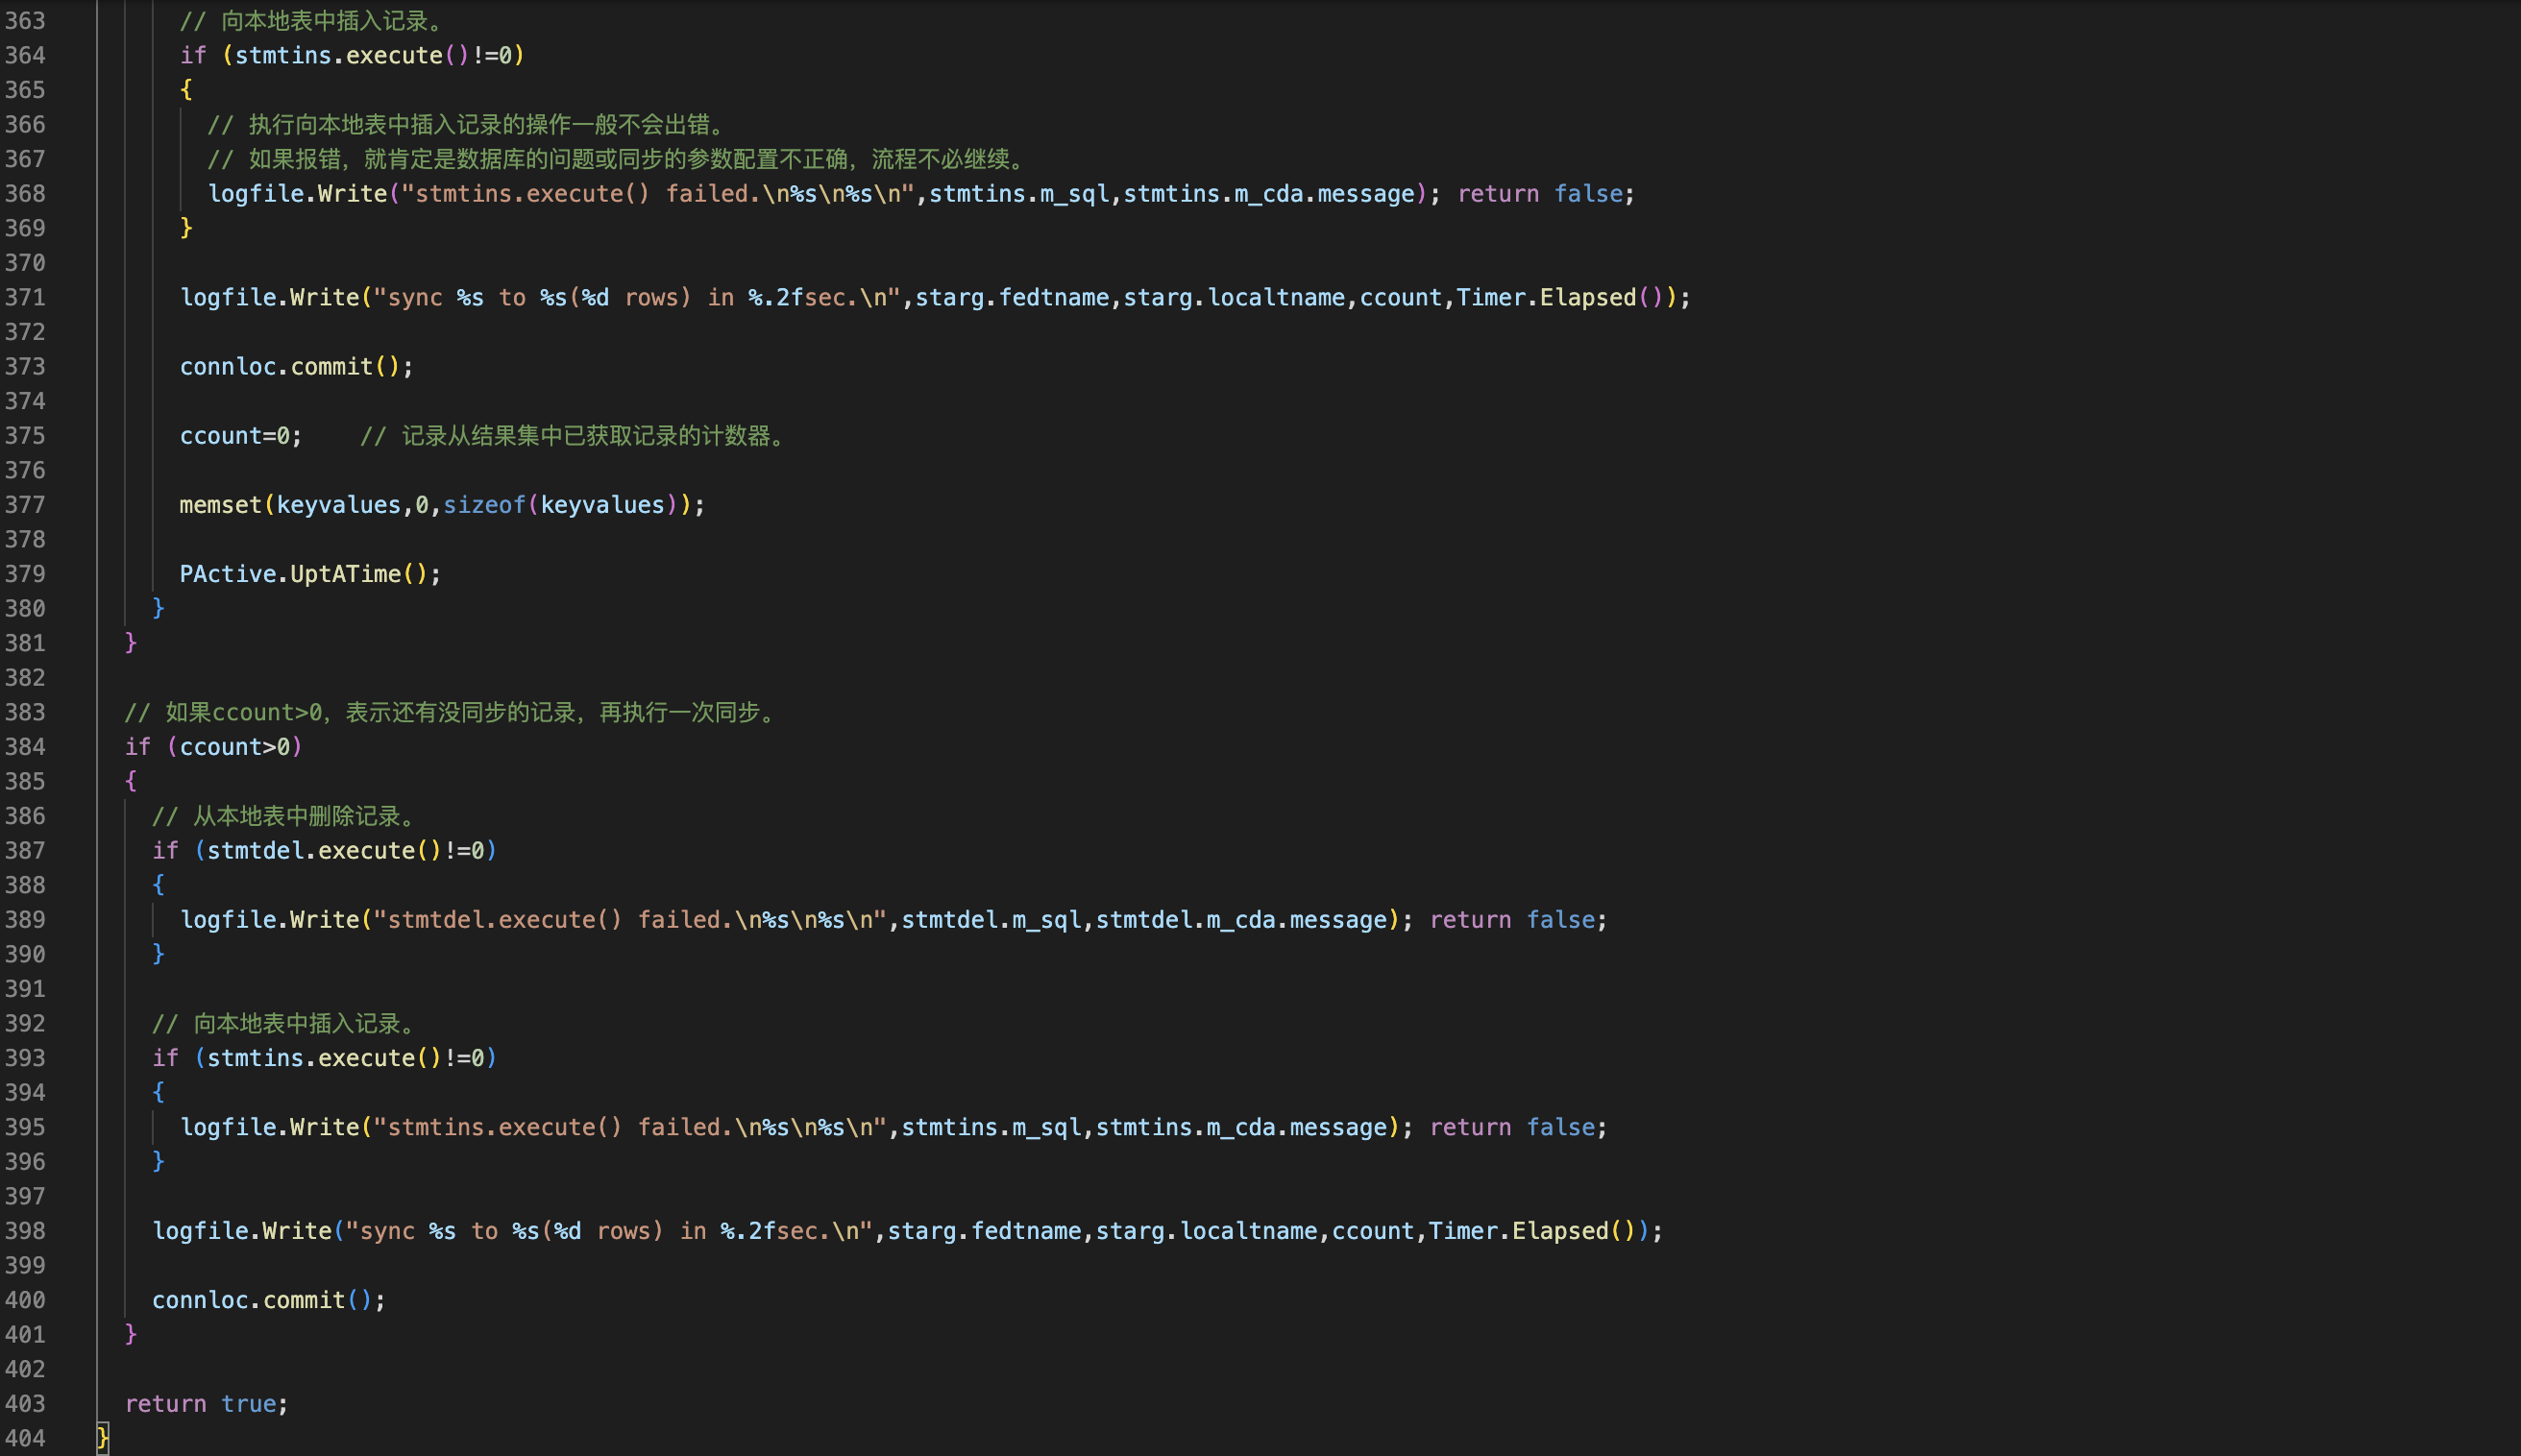 363 // 向本地表中插入记录。
364 if (stmtins.execute()!=0)
365 {
366 // 执行向本地表中插入记录的操作一般不会出错。
367 // 如果报错，就肯定是数据库的问题或同步的参数配置不正确，流程不必继续。
368 logfile.Write("stmtins.execute() failed.\n%s\n%s\n",stmtins.m_sql,stmtins.m_cda.message); return false;
369 }
370
371 logfile.Write("sync %s to %s(%d rows) in %.2fsec.\n",starg.fedtname,starg.localtname,ccount,Timer.Elapsed());
372
373 connloc.commit();
374
375 ccount=0;    // 记录从结果集中已获取记录的计数器。
376
377 memset(keyvalues,0,sizeof(keyvalues));
378
379 PActive.UptATime();
380 }
381 }
382
383 // 如果ccount>0，表示还有没同步的记录，再执行一次同步。
384 if (ccount>0)
385 {
386 // 从本地表中删除记录。
387 if (stmtdel.execute()!=0)
388 {
389 logfile.Write("stmtdel.execute() failed.\n%s\n%s\n",stmtdel.m_sql,stmtdel.m_cda.message); return false;
390 }
391
392 // 向本地表中插入记录。
393 if (stmtins.execute()!=0)
394 {
395 logfile.Write("stmtins.execute() failed.\n%s\n%s\n",stmtins.m_sql,stmtins.m_cda.message); return false;
396 }
397
398 logfile.Write("sync %s to %s(%d rows) in %.2fsec.\n",starg.fedtname,starg.localtname,ccount,Timer.Elapsed());
399
400 connloc.commit();
401 }
402
403 return true;
404 }